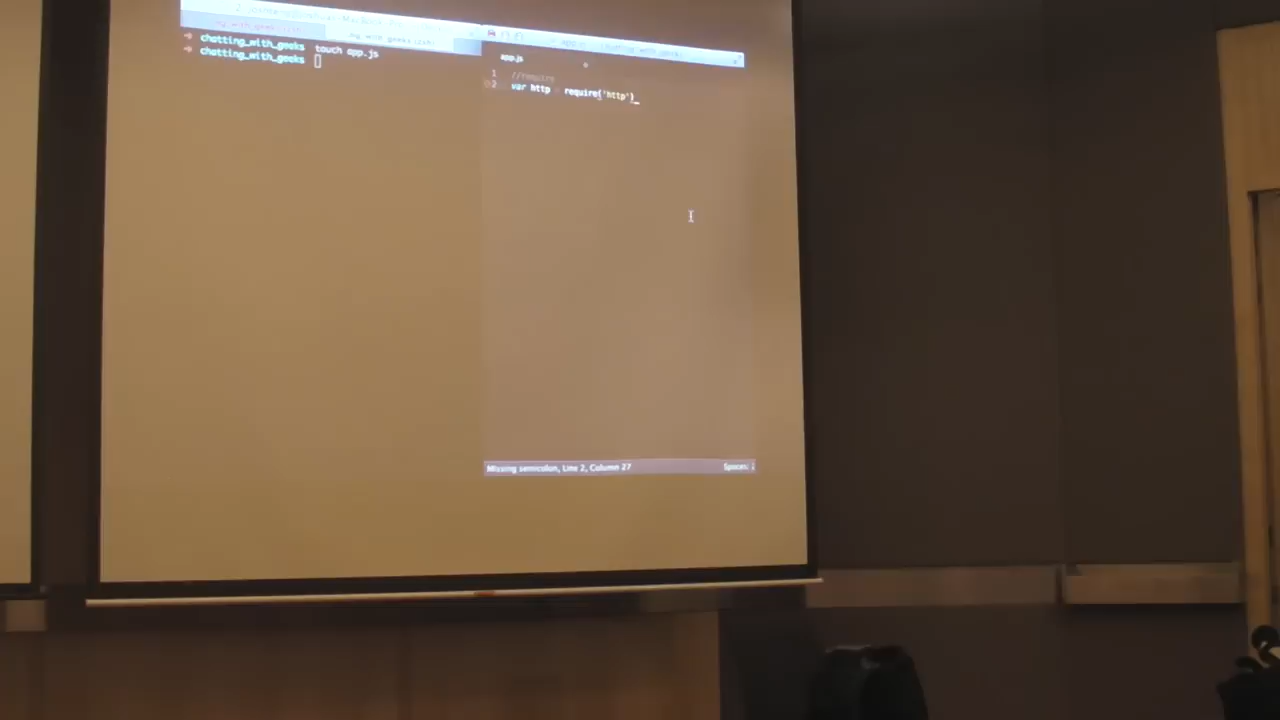 chatting_with_geeks touch app.js
chatting_with_geeks
app.js
1 //require
2 var http = require('http')
Missing semicolon, Line 2, Column 27
Spaces: